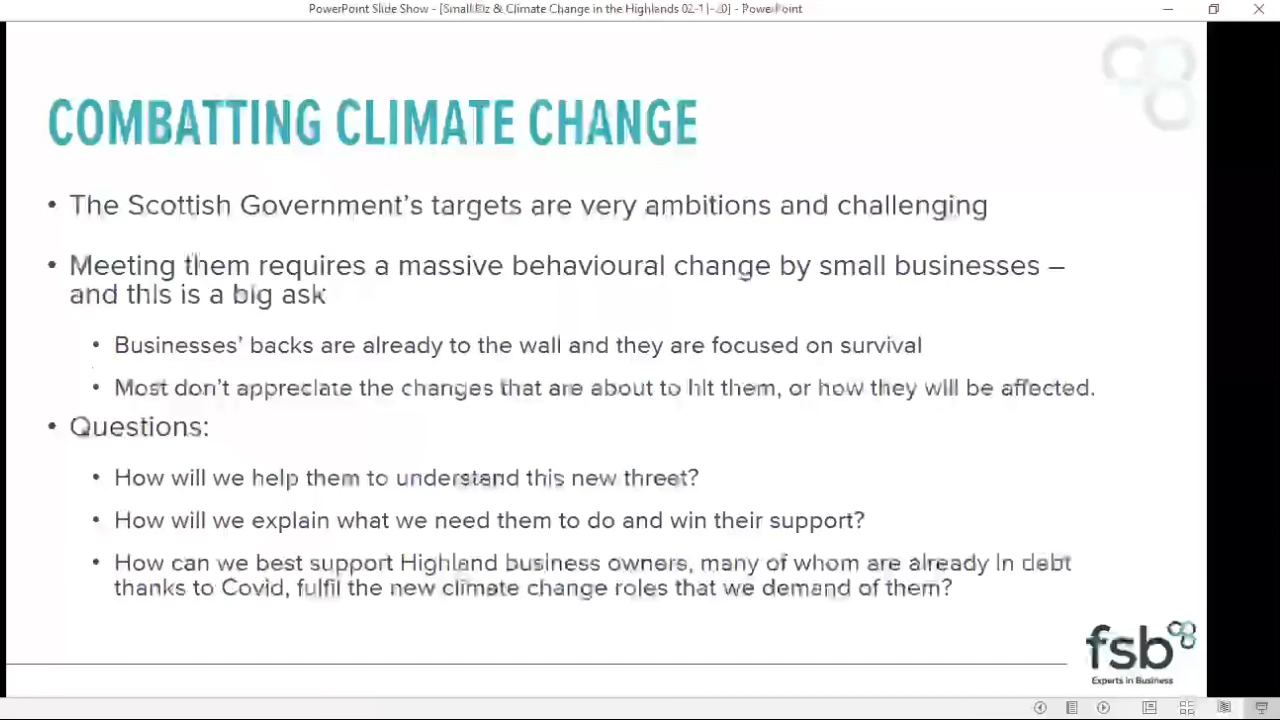 PowerPoint Slide Show - [Small Biz & Climate Change in the Highlands 02-11-20] - PowerPoint
COMBATTING CLIMATE CHANGE
• The Scottish Government's targets are very ambitions and challenging
• Meeting them requires a massive behavioural change by small businesses –
and this is a big ask
• Businesses' backs are already to the wall and they are focused on survival
• Most don't appreciate the changes that are about to hit them, or how they will be affected.
• Questions:
• How will we help them to understand this new threet?
• How will we explain what we need them to do and win their support?
• How can we best support Highland business owners, many of whom are already in debt
thanks to Covid, fulfil the new climate change roles that we demand of them?
fsb
Experts in Business